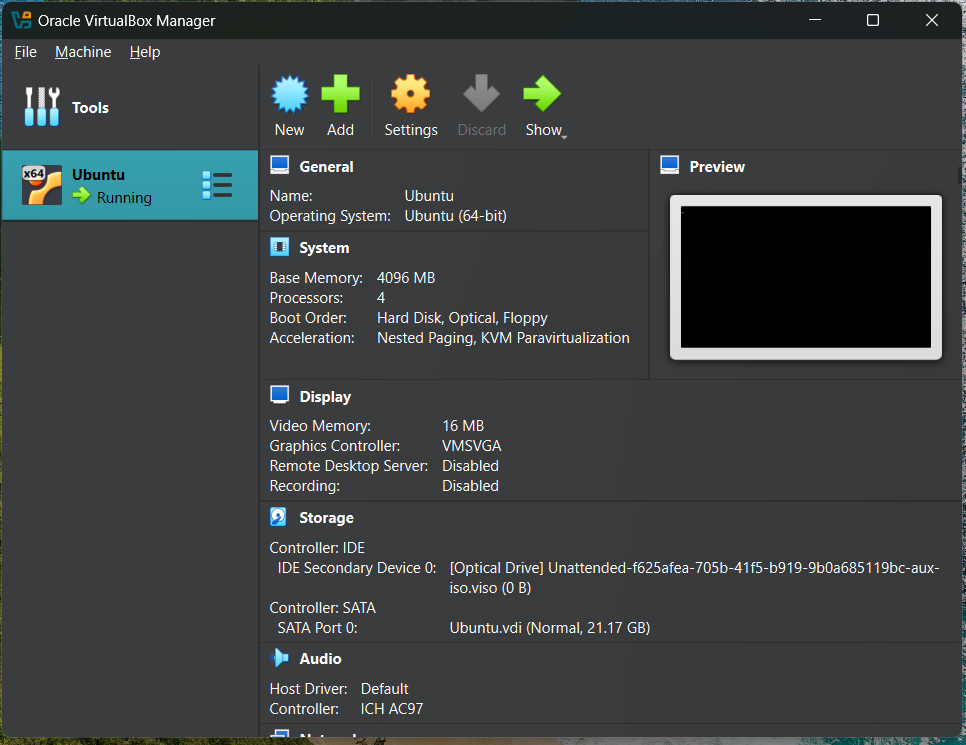 Oracle VirtualBox Manager
File Machine Help
Tools
New Add Settings Discard Show
x64
Ubuntu
Running
General
Name: Ubuntu
Operating System: Ubuntu (64-bit)
Preview
System
Base Memory: 4096 MB
Processors: 4
Boot Order: Hard Disk, Optical, Floppy
Acceleration: Nested Paging, KVM Paravirtualization
Display
Video Memory: 16 MB
Graphics Controller: VMSVGA
Remote Desktop Server: Disabled
Recording: Disabled
Storage
Controller: IDE
IDE Secondary Device 0: [Optical Drive] Unattended-f625afea-705b-41f5-b919-9b0a685119bc-aux-
iso.viso (0 B)
Controller: SATA
SATA Port 0: Ubuntu.vdi (Normal, 21.17 GB)
Audio
Host Driver: Default
Controller: ICH AC97